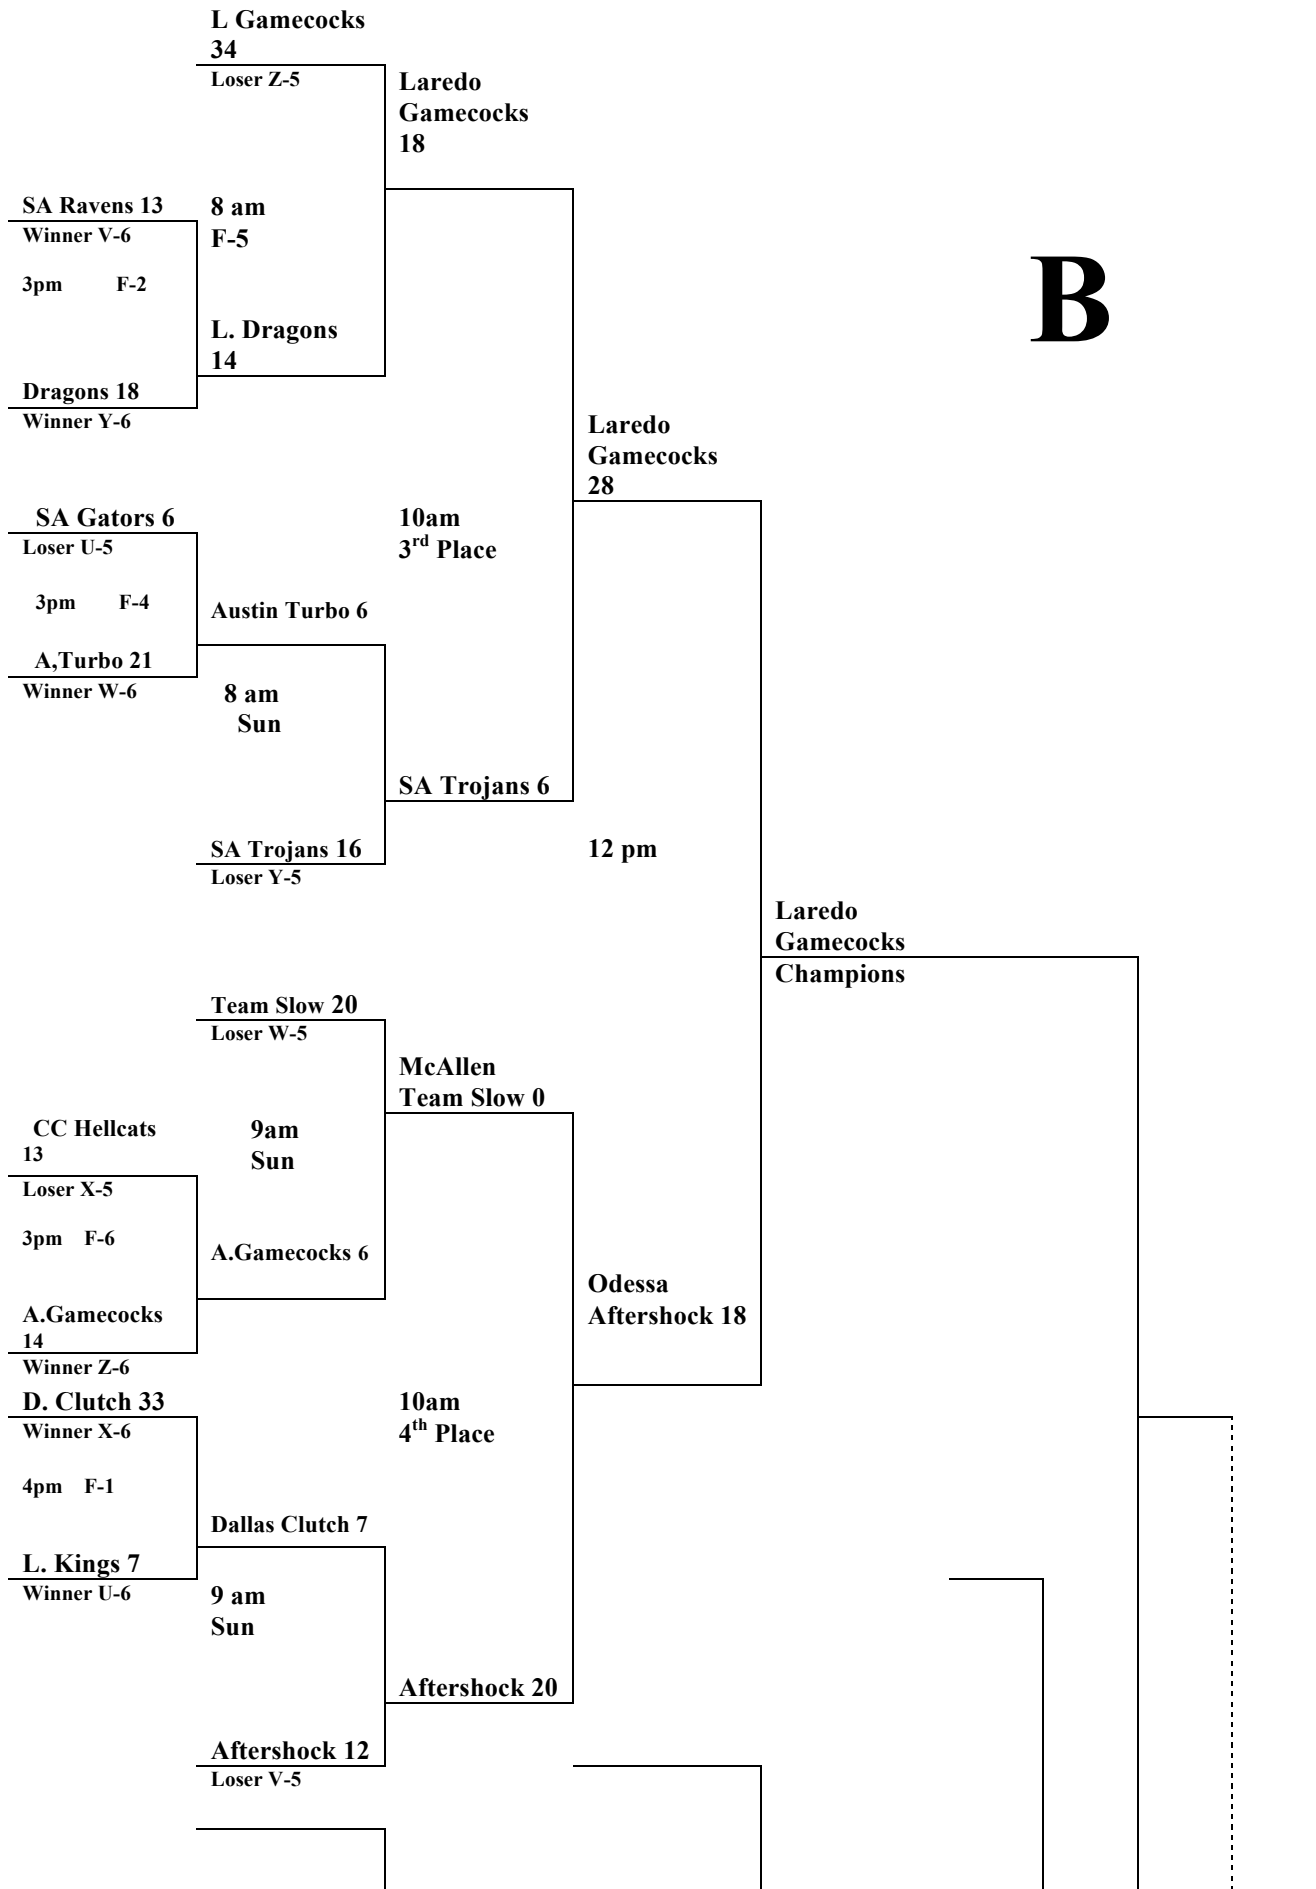 L Gamecocks
34
Loser Z-5
Laredo
Gamecocks
18
SA Ravens 13
Winner V-6
8 am
F-5
3pm F-2
B
L. Dragons
14
Dragons 18
Winner Y-6
Laredo
Gamecocks
28
SA Gators 6
Loser U-5
10am
3rd Place
3pm F-4
Austin Turbo 6
A,Turbo 21
Winner W-6
8 am
Sun
SA Trojans 6
SA Trojans 16
Loser Y-5
12 pm
Laredo
Gamecocks
Champions
Team Slow 20
Loser W-5
McAllen
Team Slow 0
CC Hellcats
13
Loser X-5
9am
Sun
3pm F-6
A.Gamecocks 6
Odessa
Aftershock 18
A.Gamecocks
14
Winner Z-6
D. Clutch 33
Winner X-6
10am
4th Place
4pm F-1
Dallas Clutch 7
L. Kings 7
Winner U-6
9 am
Sun
Aftershock 20
Aftershock 12
Loser V-5